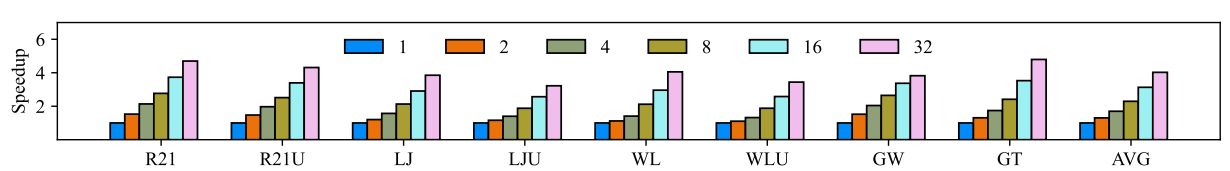 Speedup
6
4
2
1 2 4 8 16 32
R21 R21U LJ LJU WL WLU GW GT AVG